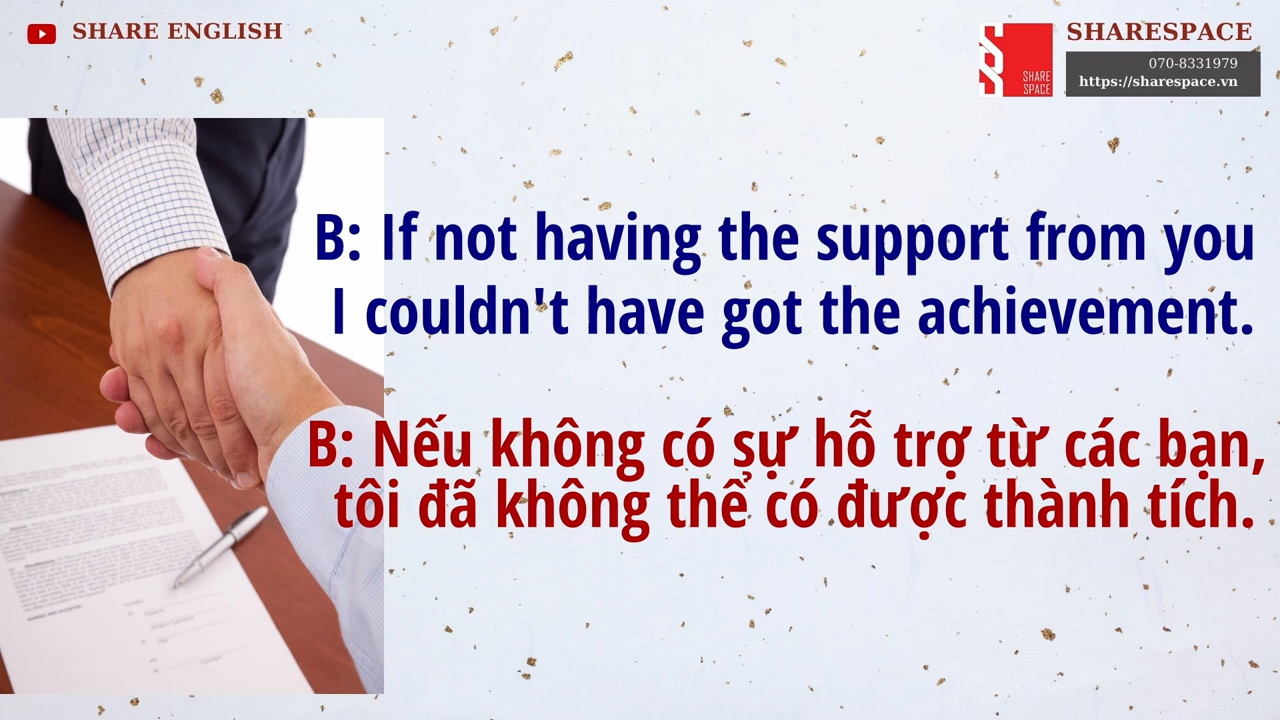 SHARE ENGLISH
SHARESPACE
070-8331979
https://sharespace.vn
SHARE
SPACE
B: If not having the support from you
I couldn't have got the achievement.
B: Nếu không có sự hỗ trợ từ các bạn,
tôi đã không thể có được thành tích.